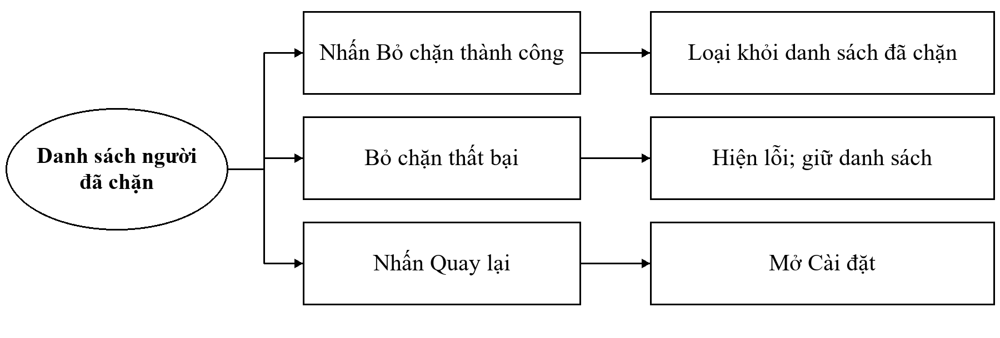 Nhấn Bỏ chặn thành công
Loại khỏi danh sách đã chặn
Danh sách người
đã chặn
Bỏ chặn thất bại
Hiện lỗi; giữ danh sách
Nhấn Quay lại
Mở Cài đặt